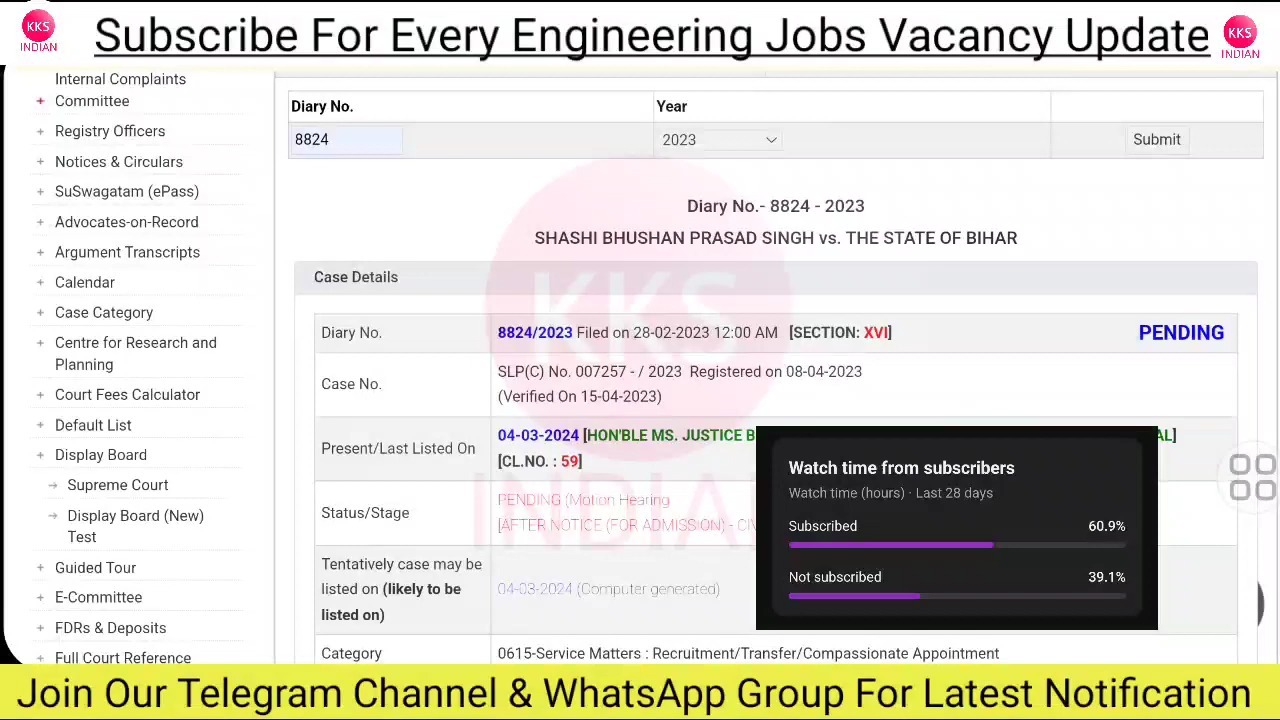 KKS
INDIAN
Subscribe For Every Engineering Jobs Vacancy Update
KKS
INDIAN
Internal Complaints
Committee
Registry Officers
Notices & Circulars
SuSwagatam (ePass)
Advocates-on-Record
Argument Transcripts
Calendar
Case Category
Centre for Research and
Planning
Court Fees Calculator
Default List
Display Board
Supreme Court
Display Board (New)
Test
Guided Tour
E-Committee
FDRs & Deposits
Full Court Reference
Diary No. Year
8824 2023 Submit
Diary No.- 8824 - 2023
SHASHI BHUSHAN PRASAD SINGH vs. THE STATE OF BIHAR
Case Details
Diary No. 8824/2023 Filed on 28-02-2023 12:00 AM [SECTION: XVI] PENDING
Case No. SLP(C) No. 007257 - / 2023 Registered on 08-04-2023
(Verified On 15-04-2023)
Present/Last Listed On 04-03-2024 [HON'BLE MS. JUSTICE B AL]
[CL.NO. : 59]
Status/Stage PENDING (Motion Hearing
[AFTER NOTICE (FOR ADMISSION) - CIV
Tentatively case may be
listed on (likely to be
listed on)
04-03-2024 (Computer generated)
Category 0615-Service Matters : Recruitment/Transfer/Compassionate Appointment
KKS
INDIAN
Watch time from subscribers
Watch time (hours) · Last 28 days
Subscribed 60.9%
Not subscribed 39.1%
Join Our Telegram Channel & WhatsApp Group For Latest Notification